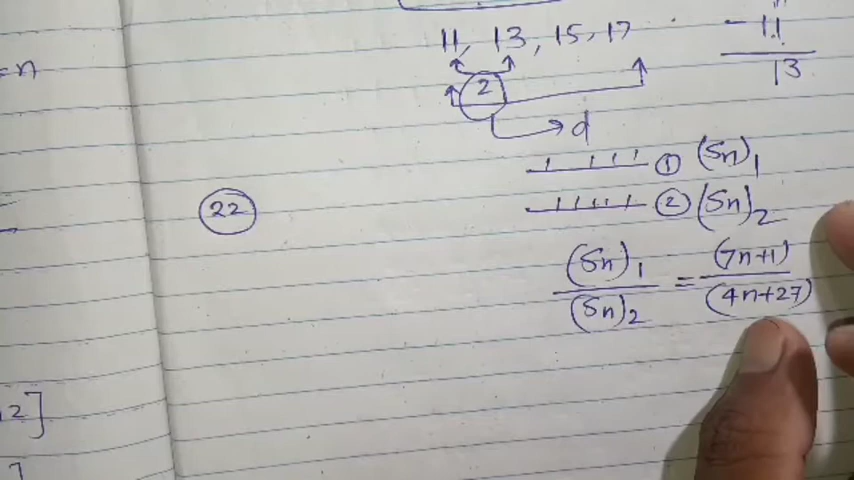 11, 13, 15, 17
- 11
13
= n
2
d
① (Sn)1
② (Sn)2
㉒
(Sn)1 / (Sn)2 = (7n+1) / (4n+27)
2]
]